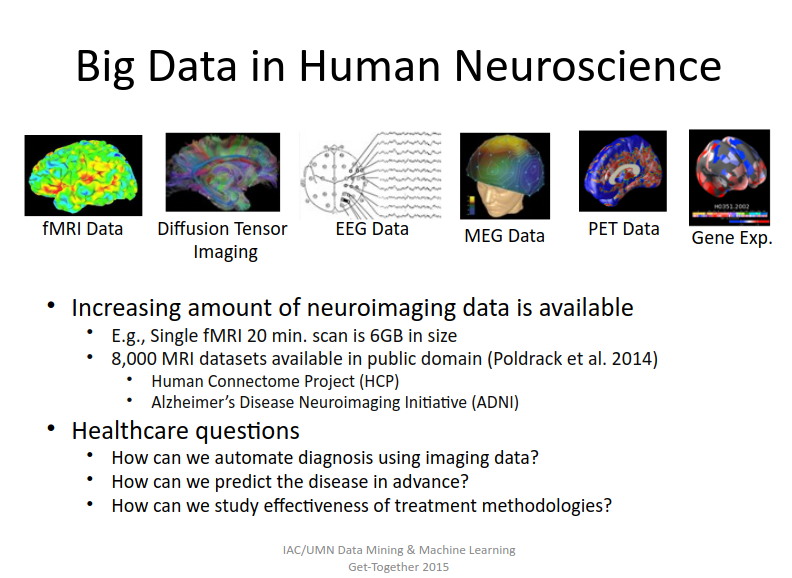 Big Data in Human Neuroscience
fMRI Data
Diffusion Tensor
Imaging
EEG Data
MEG Data
PET Data
H0351.2002
Gene Exp.
• Increasing amount of neuroimaging data is available
• E.g., Single fMRI 20 min. scan is 6GB in size
• 8,000 MRI datasets available in public domain (Poldrack et al. 2014)
• Human Connectome Project (HCP)
• Alzheimer's Disease Neuroimaging Initiative (ADNI)
• Healthcare questions
• How can we automate diagnosis using imaging data?
• How can we predict the disease in advance?
• How can we study effectiveness of treatment methodologies?
IAC/UMN Data Mining & Machine Learning
Get-Together 2015